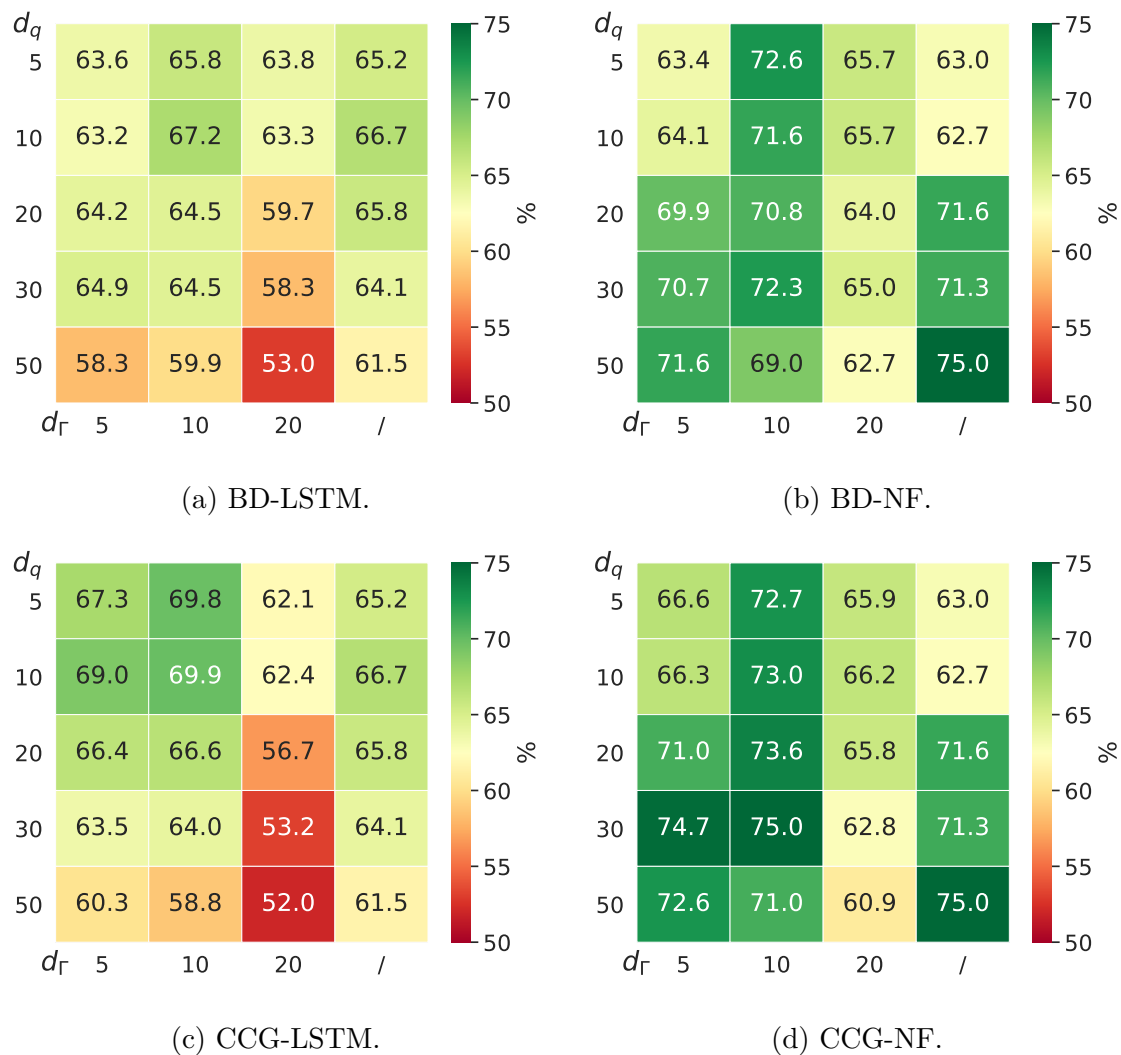 d_q
5 63.6 65.8 63.8 65.2
10 63.2 67.2 63.3 66.7
20 64.2 64.5 59.7 65.8
30 64.9 64.5 58.3 64.1
50 58.3 59.9 53.0 61.5
d_Γ 5 10 20 /
75
70
65
60
55
50
%
(a) BD-LSTM.
d_q
5 63.4 72.6 65.7 63.0
10 64.1 71.6 65.7 62.7
20 69.9 70.8 64.0 71.6
30 70.7 72.3 65.0 71.3
50 71.6 69.0 62.7 75.0
d_Γ 5 10 20 /
75
70
65
60
55
50
%
(b) BD-NF.
d_q
5 67.3 69.8 62.1 65.2
10 69.0 69.9 62.4 66.7
20 66.4 66.6 56.7 65.8
30 63.5 64.0 53.2 64.1
50 60.3 58.8 52.0 61.5
d_Γ 5 10 20 /
75
70
65
60
55
50
%
(c) CCG-LSTM.
d_q
5 66.6 72.7 65.9 63.0
10 66.3 73.0 66.2 62.7
20 71.0 73.6 65.8 71.6
30 74.7 75.0 62.8 71.3
50 72.6 71.0 60.9 75.0
d_Γ 5 10 20 /
75
70
65
60
55
50
%
(d) CCG-NF.